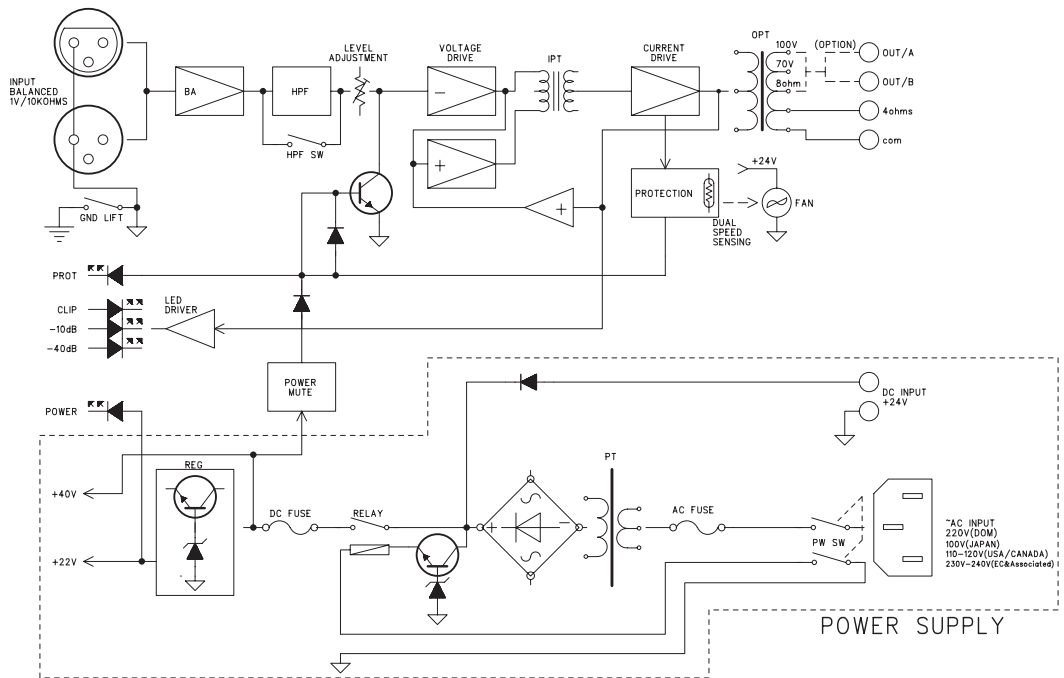 INPUT
BALANCED
1V/10KOHMS
BA
HPF
HPF SW
LEVEL
ADJUSTMENT
VOLTAGE
DRIVE
−
+
+
IPT
CURRENT
DRIVE
OPT
100V
70V
8ohm
(OPTION)
OUT/A
OUT/B
4ohms
com
GND LIFT
PROTECTION
DUAL
SPEED
SENSING
+24V
FAN
PROT
CLIP
−10dB
−40dB
LED
DRIVER
POWER
MUTE
POWER
DC INPUT
+24V
REG
+40V
+22V
DC FUSE
RELAY
+
−
PT
AC FUSE
PW SW
~AC INPUT
220V(DOM)
100V(JAPAN)
110−120V(USA/CANADA)
230V−240V(EC&Associated)
POWER SUPPLY